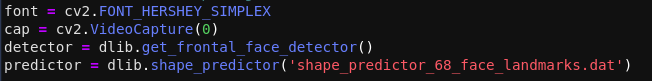 font = cv2.FONT_HERSHEY_SIMPLEX
cap = cv2.VideoCapture(0)
detector = dlib.get_frontal_face_detector()
predictor = dlib.shape_predictor('shape_predictor_68_face_landmarks.dat')